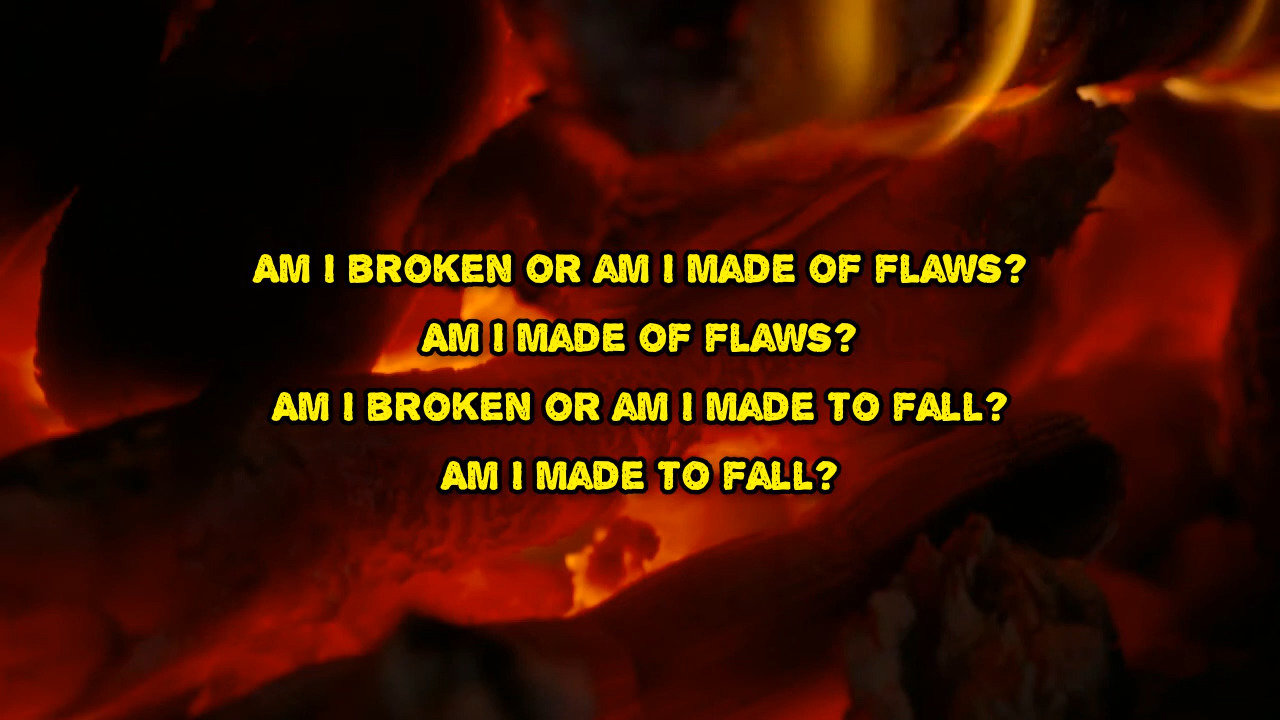 AM I BROKEN OR AM I MADE OF FLAWS?
AM I MADE OF FLAWS?
AM I BROKEN OR AM I MADE TO FALL?
AM I MADE TO FALL?